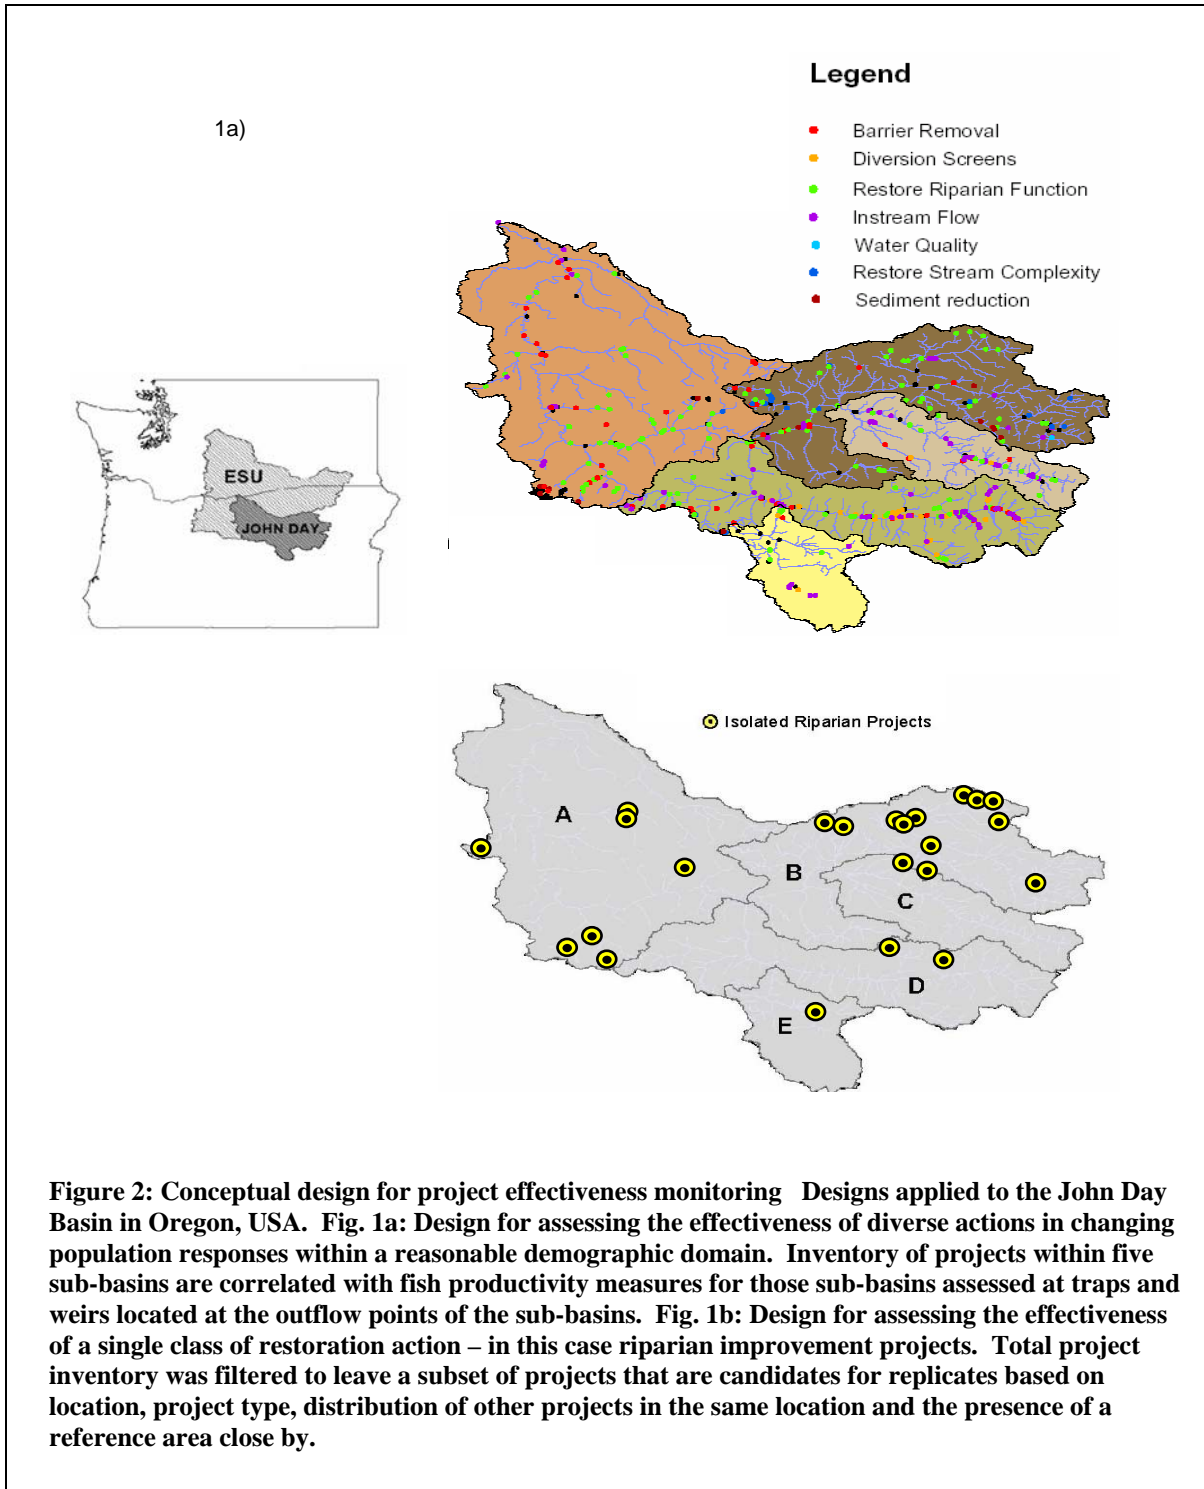 Legend
1a)
Barrier Removal
Diversion Screens
Restore Riparian Function
Instream Flow
Water Quality
Restore Stream Complexity
Sediment reduction
ESU
JOHN DAY
Isolated Riparian Projects
A
B
C
D
E
Figure 2: Conceptual design for project effectiveness monitoring   Designs applied to the John Day
Basin in Oregon, USA.  Fig. 1a: Design for assessing the effectiveness of diverse actions in changing
population responses within a reasonable demographic domain.  Inventory of projects within five
sub-basins are correlated with fish productivity measures for those sub-basins assessed at traps and
weirs located at the outflow points of the sub-basins.  Fig. 1b: Design for assessing the effectiveness
of a single class of restoration action – in this case riparian improvement projects.  Total project
inventory was filtered to leave a subset of projects that are candidates for replicates based on
location, project type, distribution of other projects in the same location and the presence of a
reference area close by.